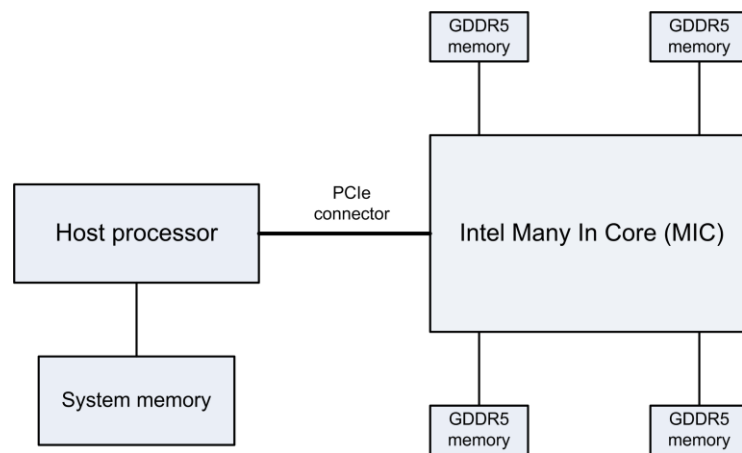 GDDR5
memory
GDDR5
memory
PCIe
connector
Host processor
Intel Many In Core (MIC)
System memory
GDDR5
memory
GDDR5
memory